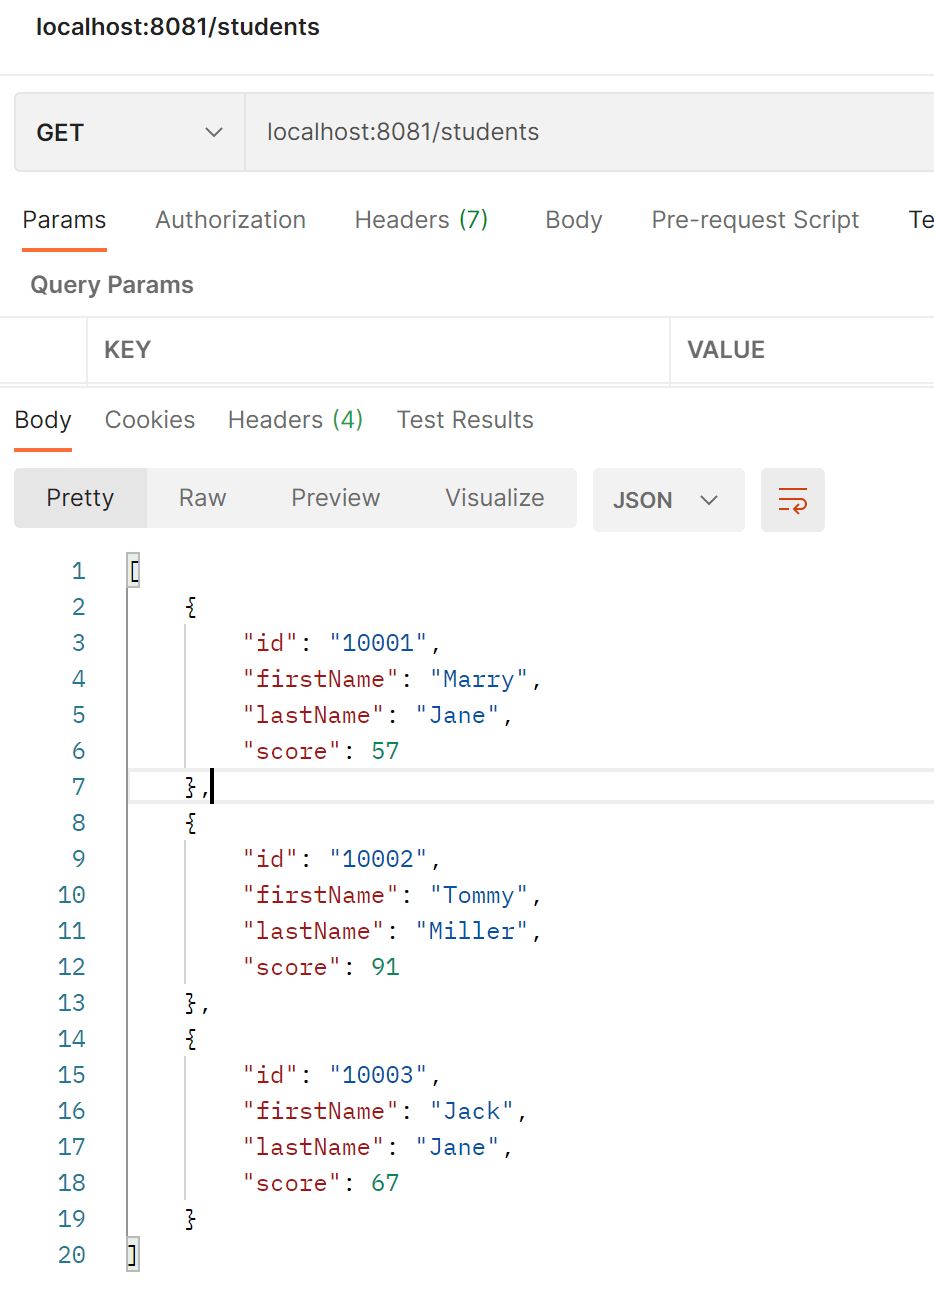 localhost:8081/students
GET localhost:8081/students
Params Authorization Headers (7) Body Pre-request Script Te
Query Params
KEY VALUE
Body Cookies Headers (4) Test Results
Pretty Raw Preview Visualize JSON
1 [
2 {
3 "id": "10001",
4 "firstName": "Marry",
5 "lastName": "Jane",
6 "score": 57
7 },
8 {
9 "id": "10002",
10 "firstName": "Tommy",
11 "lastName": "Miller",
12 "score": 91
13 },
14 {
15 "id": "10003",
16 "firstName": "Jack",
17 "lastName": "Jane",
18 "score": 67
19 }
20 ]